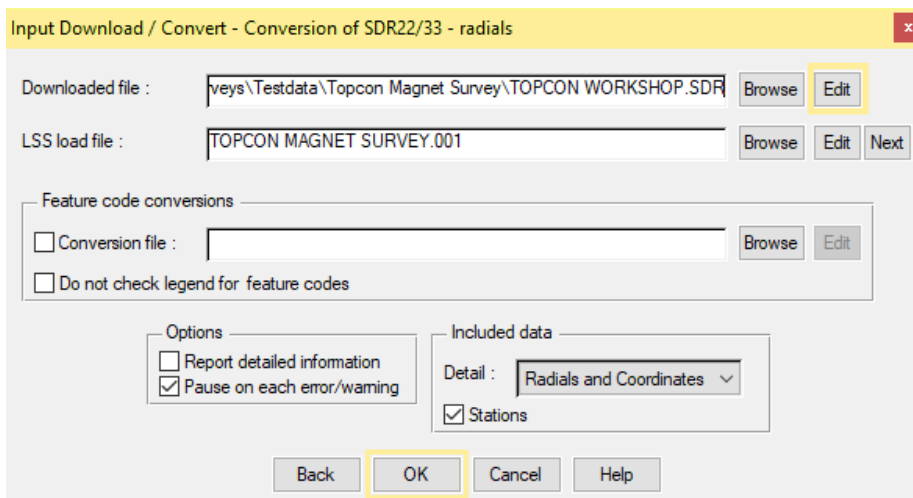 Input Download / Convert - Conversion of SDR22/33 - radials x
Downloaded file : veys\Testdata\Topcon Magnet Survey\TOPCON WORKSHOP.SDR Browse Edit
LSS load file : TOPCON MAGNET SURVEY.001 Browse Edit Next
Feature code conversions
Conversion file : Browse Edit
Do not check legend for feature codes
Options
Report detailed information
Pause on each error/warning
Included data
Detail : Radials and Coordinates
Stations
Back OK Cancel Help